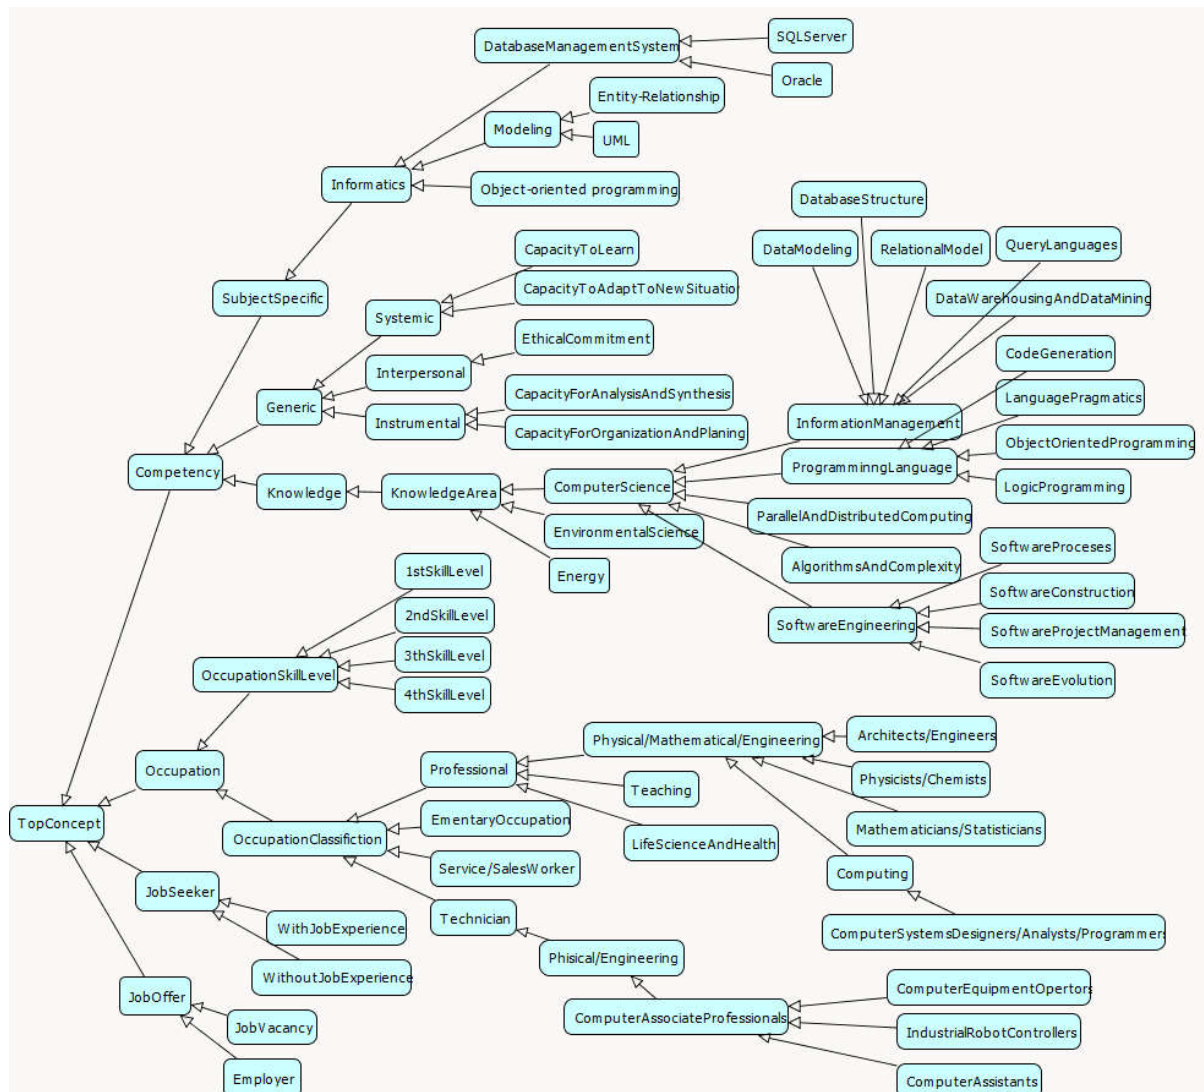 SQLServer
DatabaseManagementSystem
Oracle
Entity-Relationship
Modeling
UML
Informatics
Object-oriented programming
DatabaseStructure
CapacityToLearn
DataModeling
RelationalModel
QueryLanguages
SubjectSpecific
CapacityToAdaptToNewSituation
DataWarehousingAndDataMining
Systemic
EthicalCommitment
CodeGeneration
Interpersonal
CapacityForAnalysisAndSynthesis
LanguagePragmatics
Generic
Instrumental
InformationManagement
CapacityForOrganizationAndPlaning
ObjectOrientedProgramming
Competency
ProgramminngLanguage
Knowledge
KnowledgeArea
ComputerScience
LogicProgramming
ParallelAndDistributedComputing
EnvironmentalScience
SoftwareProceses
AlgorithmsAndComplexity
1stSkillLevel
Energy
SoftwareConstruction
2ndSkillLevel
SoftwareEngineering
SoftwareProjectManagement
3thSkillLevel
OccupationSkillLevel
SoftwareEvolution
4thSkillLevel
Physical/Mathematical/Engineering
Architects/Engineers
Occupation
Professional
Physicists/Chemists
Teaching
TopConcept
EmentaryOccupation
Mathematicians/Statisticians
OccupationClassifiction
LifeScienceAndHealth
Service/SalesWorker
Computing
JobSeeker
Technician
WithJobExperience
ComputerSystemsDesigners/Analysts/Programmers
Phisical/Engineering
WithoutJobExperience
ComputerEquipmentOpertors
JobOffer
ComputerAssociateProfessionals
JobVacancy
IndustrialRobotControllers
Employer
ComputerAssistants